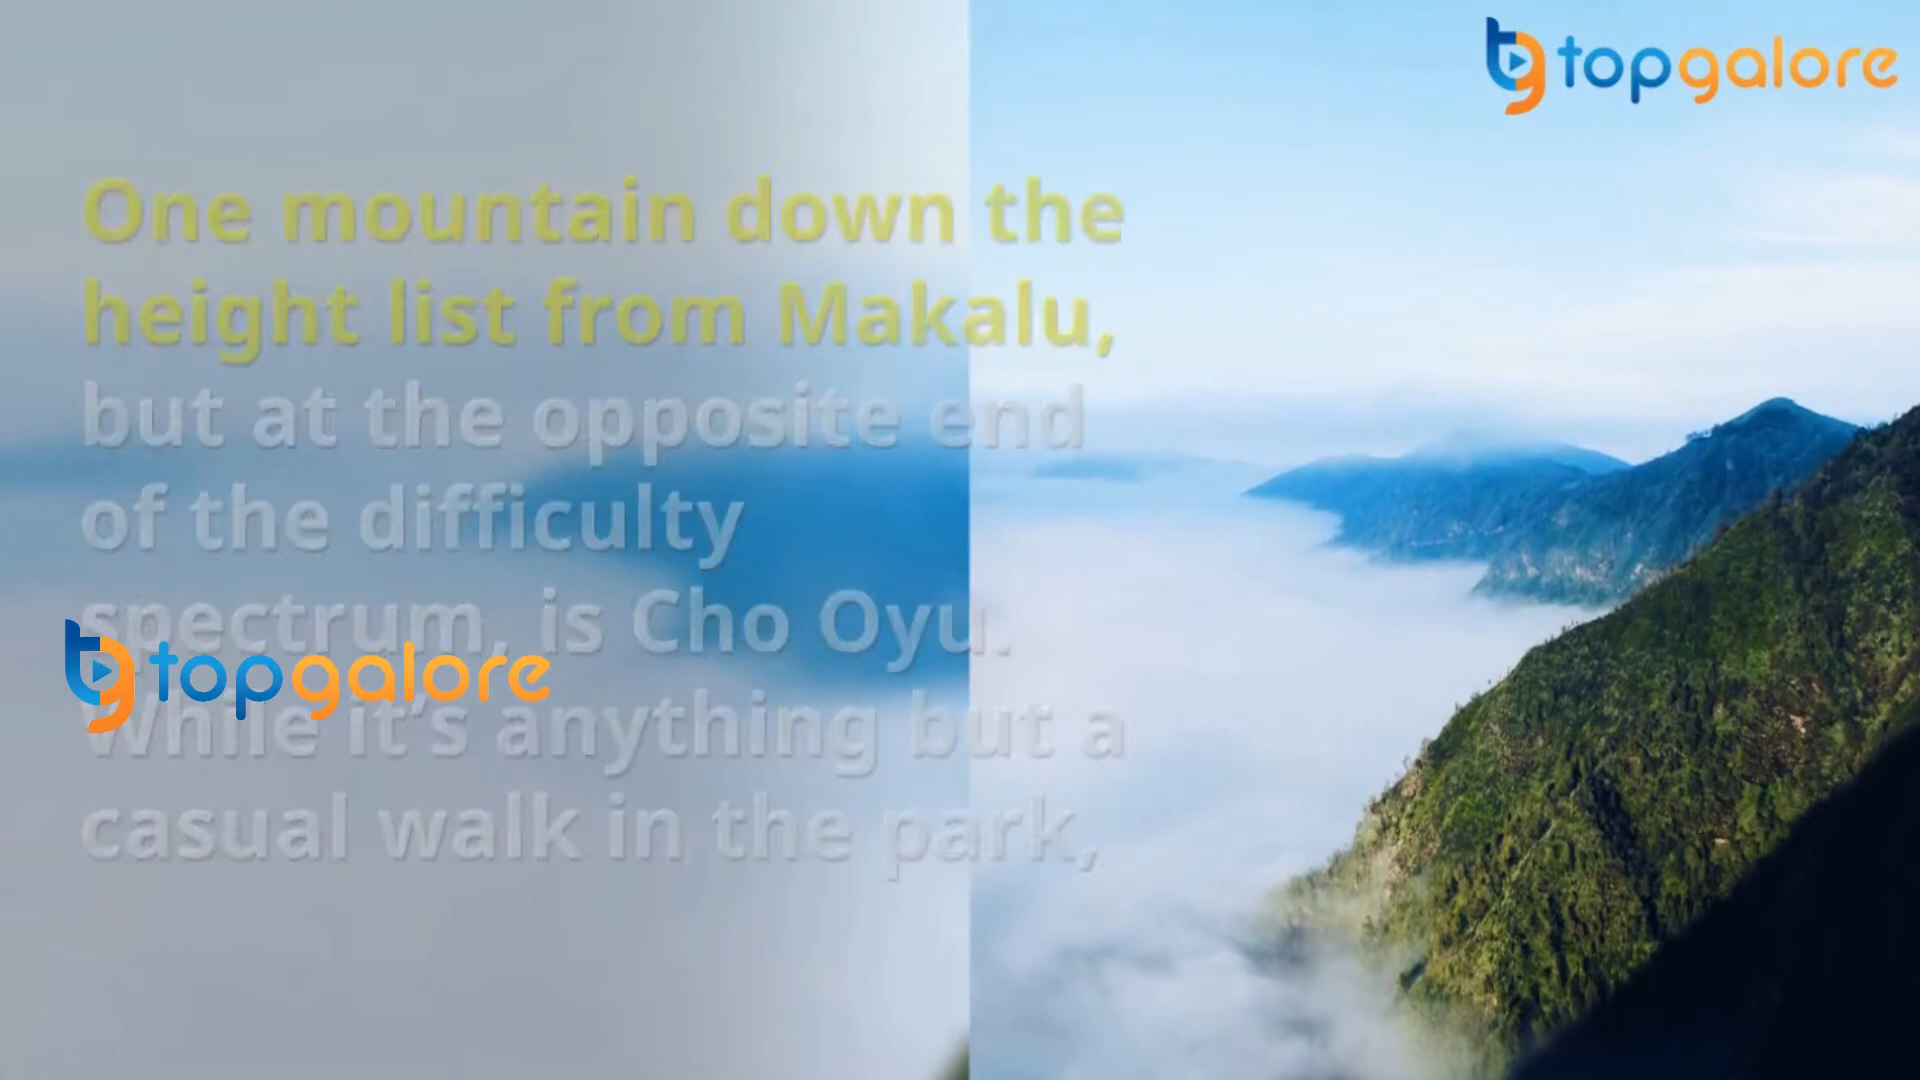 topgalore
One mountain down the
height list from Makalu,
but at the opposite end
of the difficulty
spectrum, is Cho Oyu.
topgalore
While it's anything but a
casual walk in the park,